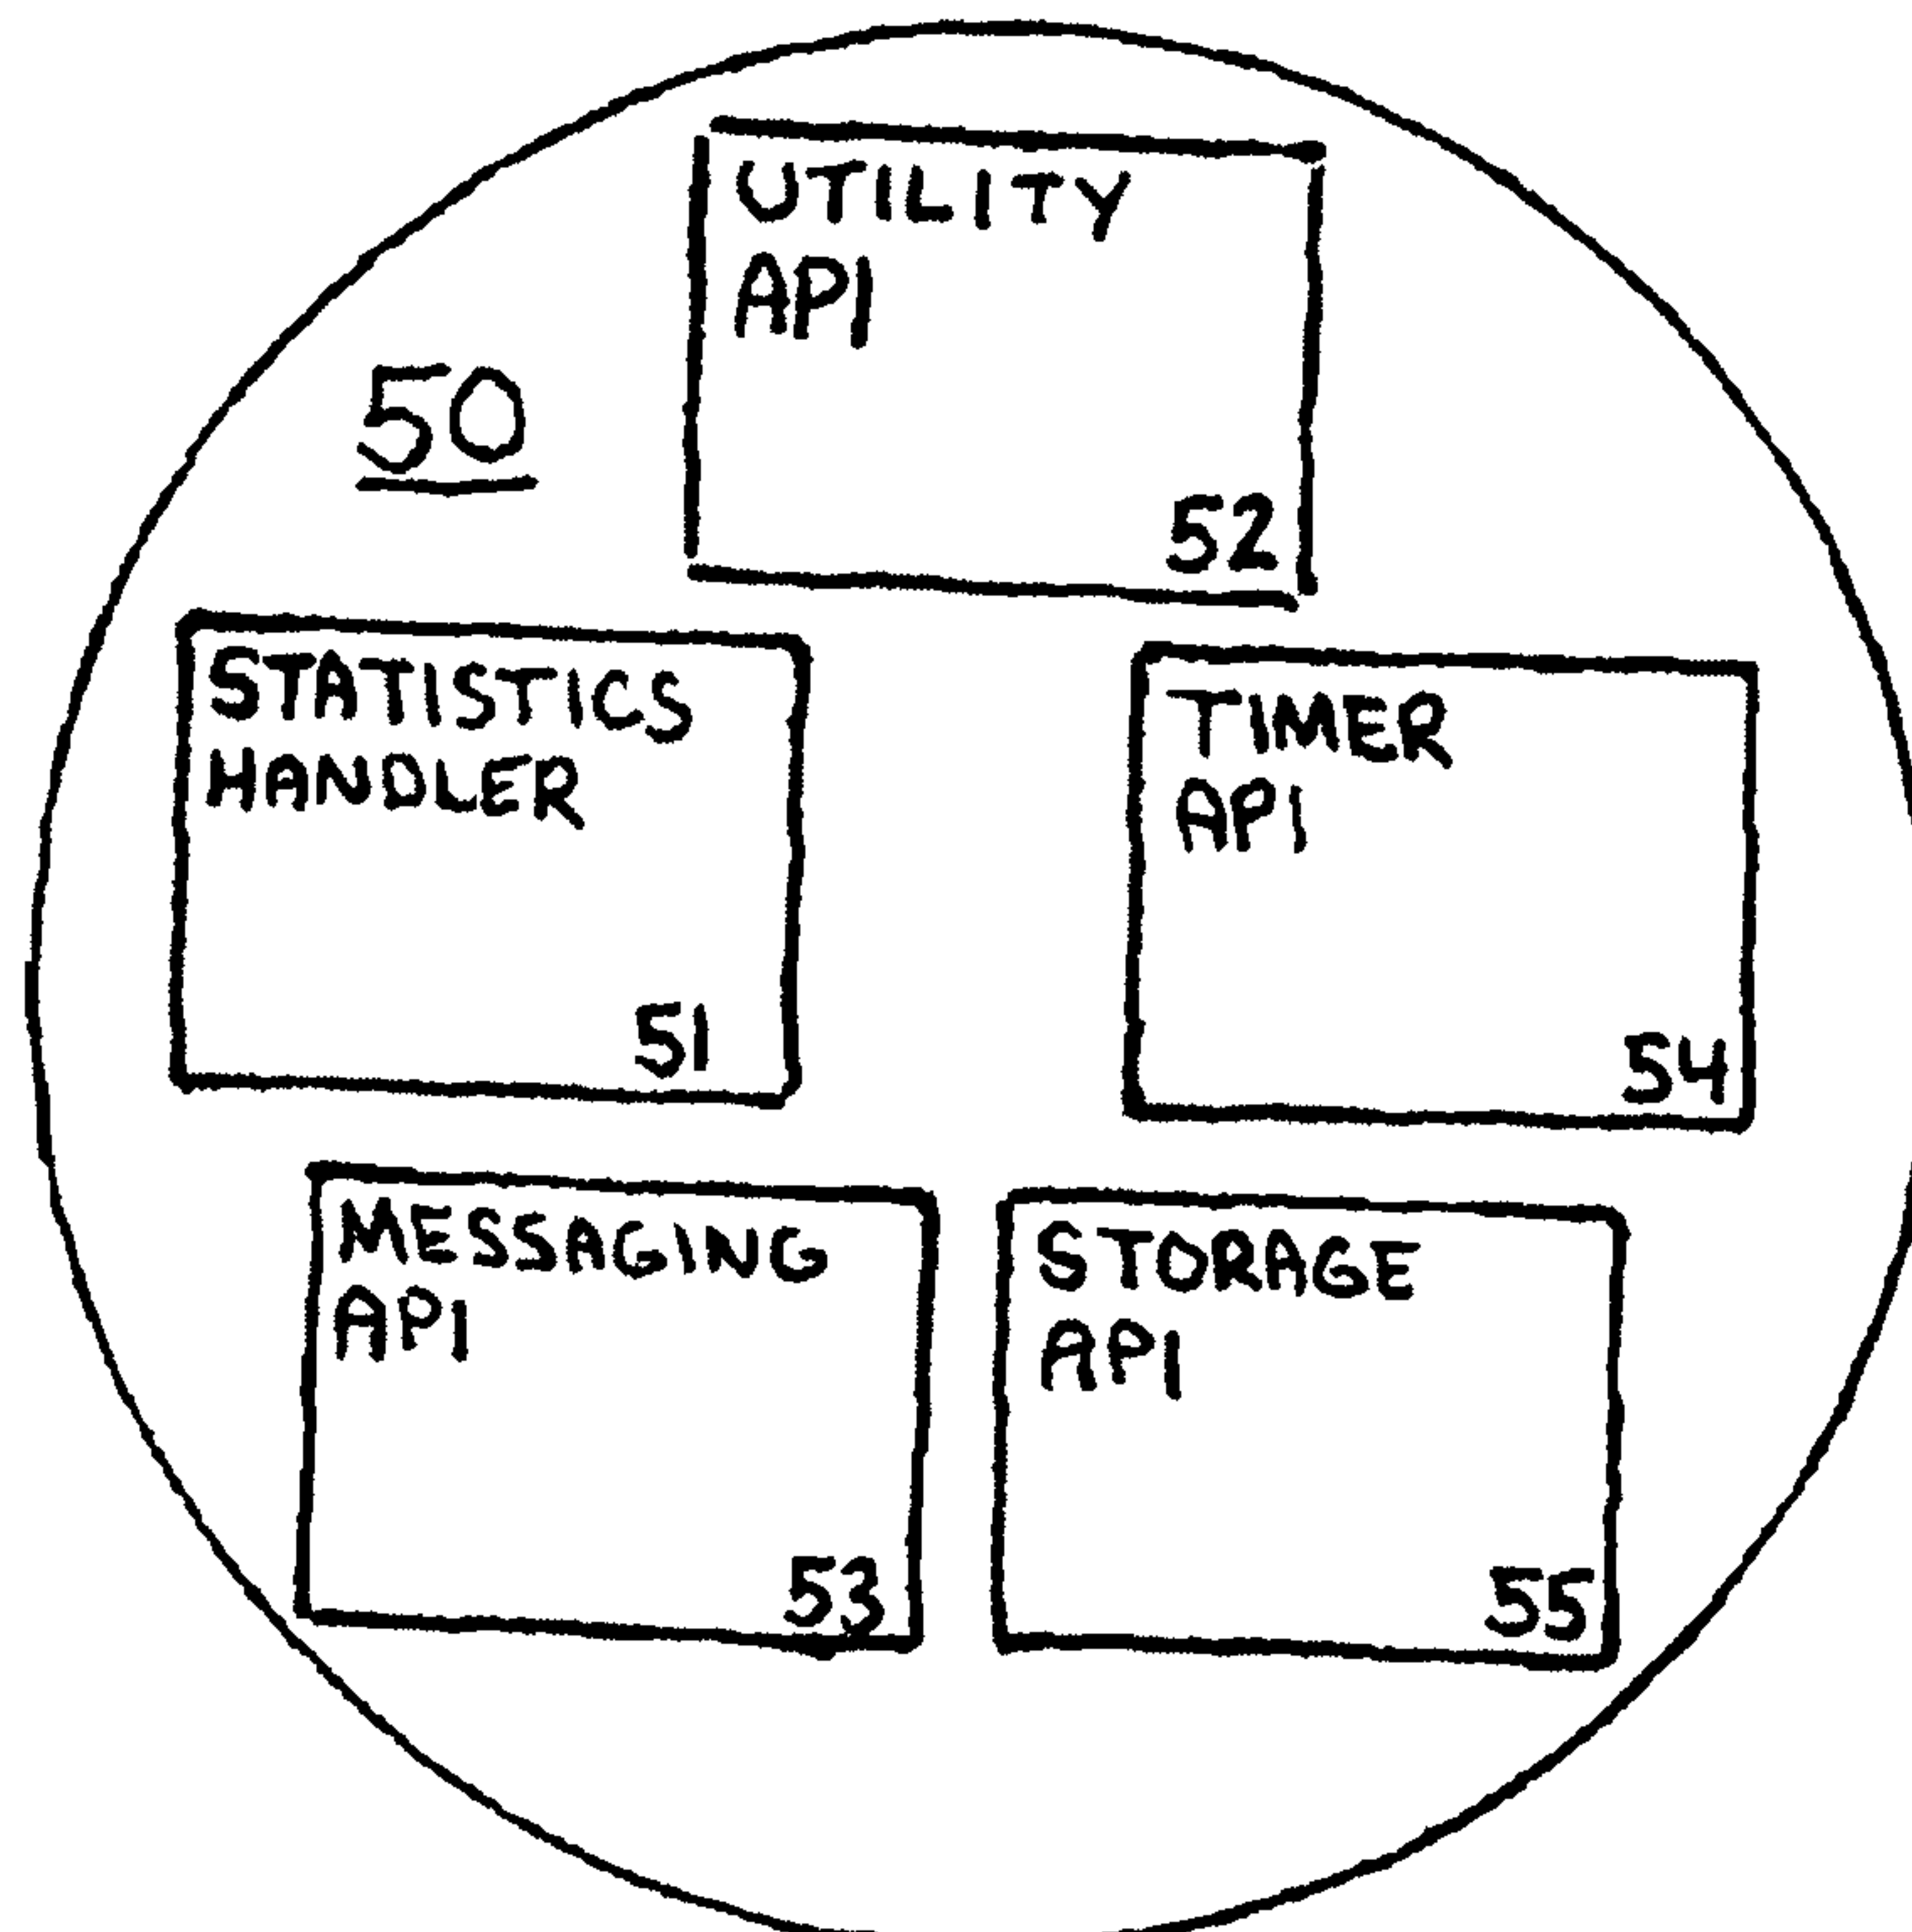 UTILITY
API
50
52
STATISTICS
HANDLER
51
TIMER
API
54
MESSAGING
API
53
STORAGE
API
55